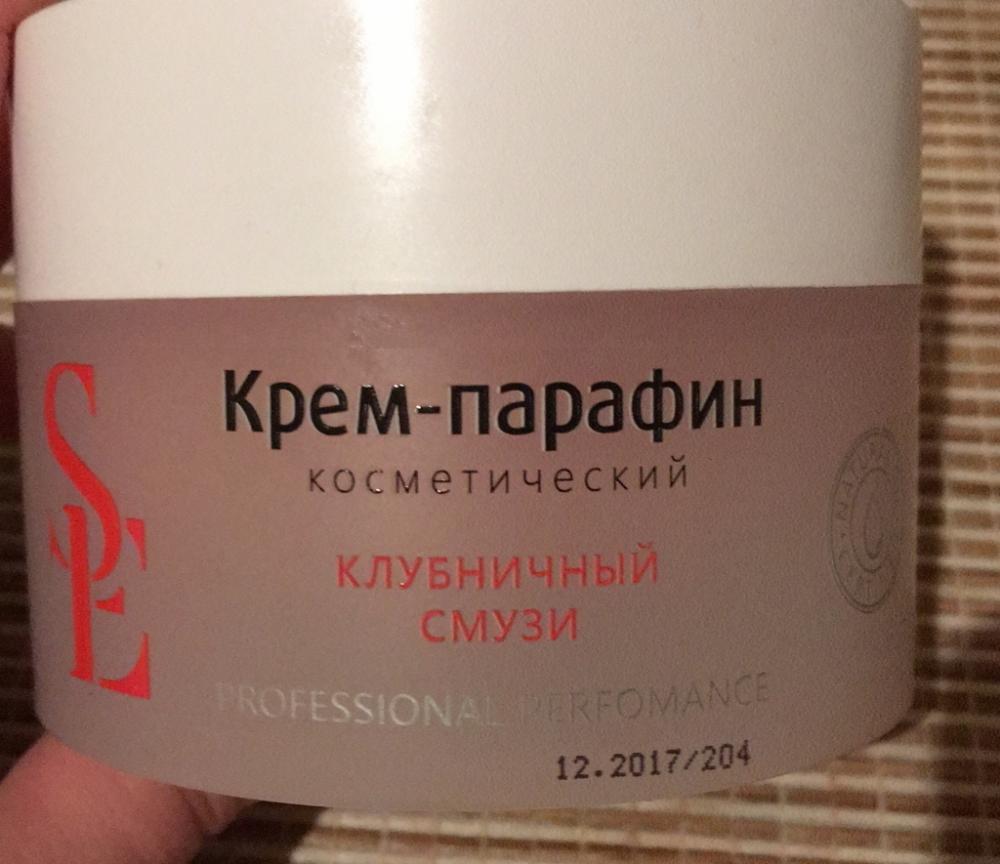 SE
Крем-парафин
косметический
КЛУБНИЧНЫЙ
СМУЗИ
PROFESSIONAL PERFOMANCE
12.2017/204